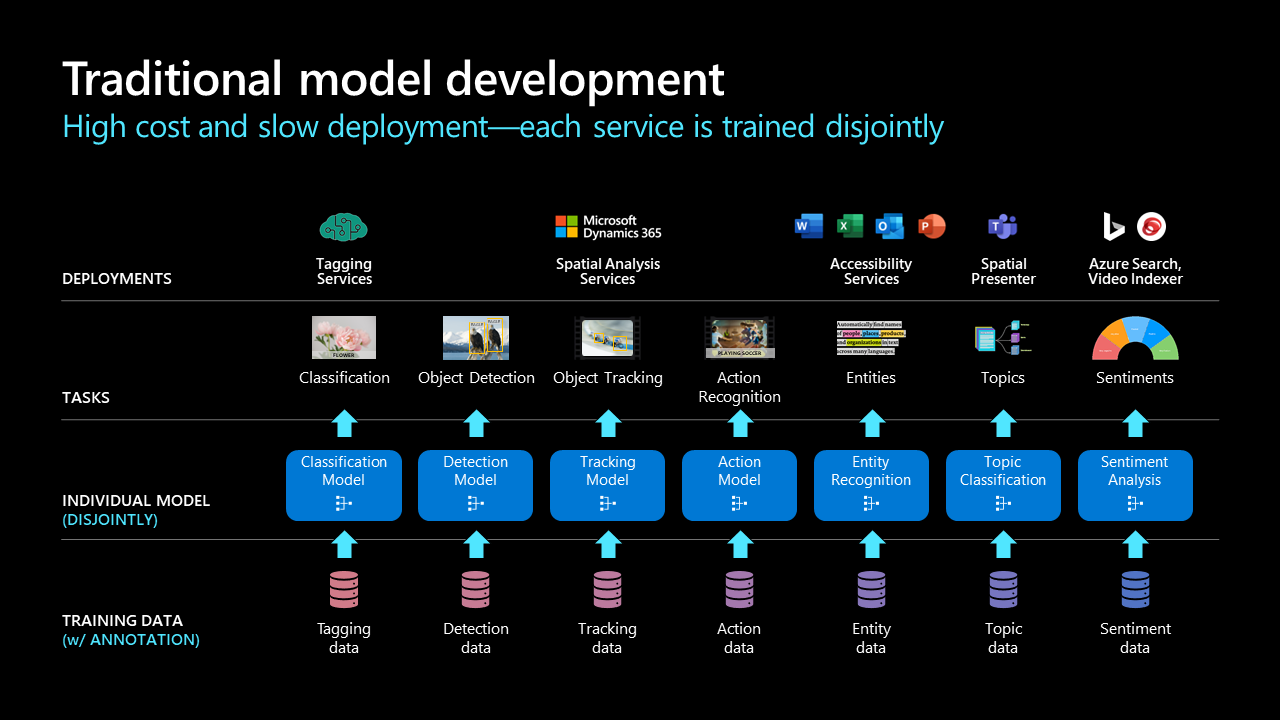 Traditional model development
High cost and slow deployment—each service is trained disjointly
DEPLOYMENTS
Tagging
Services
Microsoft
Dynamics 365
Spatial Analysis
Services
W
X
O
P
Accessibility
Services
T
Spatial
Presenter
Azure Search,
Video Indexer
TASKS
FLOWER
Classification
Object Detection
Object Tracking
PLAYING SOCCER
Action
Recognition
Automatically find names
of people, places, products,
and organizations in text
across many languages.
Entities
Topics
Sentiments
INDIVIDUAL MODEL
(DISJOINTLY)
Classification
Model
Detection
Model
Tracking
Model
Action
Model
Entity
Recognition
Topic
Classification
Sentiment
Analysis
TRAINING DATA
(w/ ANNOTATION)
Tagging
data
Detection
data
Tracking
data
Action
data
Entity
data
Topic
data
Sentiment
data